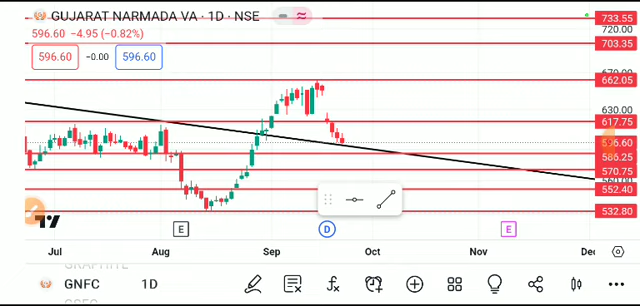 GUJARAT NARMADA VA · 1D · NSE
596.60 -4.95 (-0.82%)
596.60 -0.00 596.60
733.55
720.00
703.35
662.05
630.00
617.75
596.60
586.25
570.75
552.40
532.80
E D E
Jul Aug Sep Oct Nov Dec
GRAPHITE
GNFC 1D